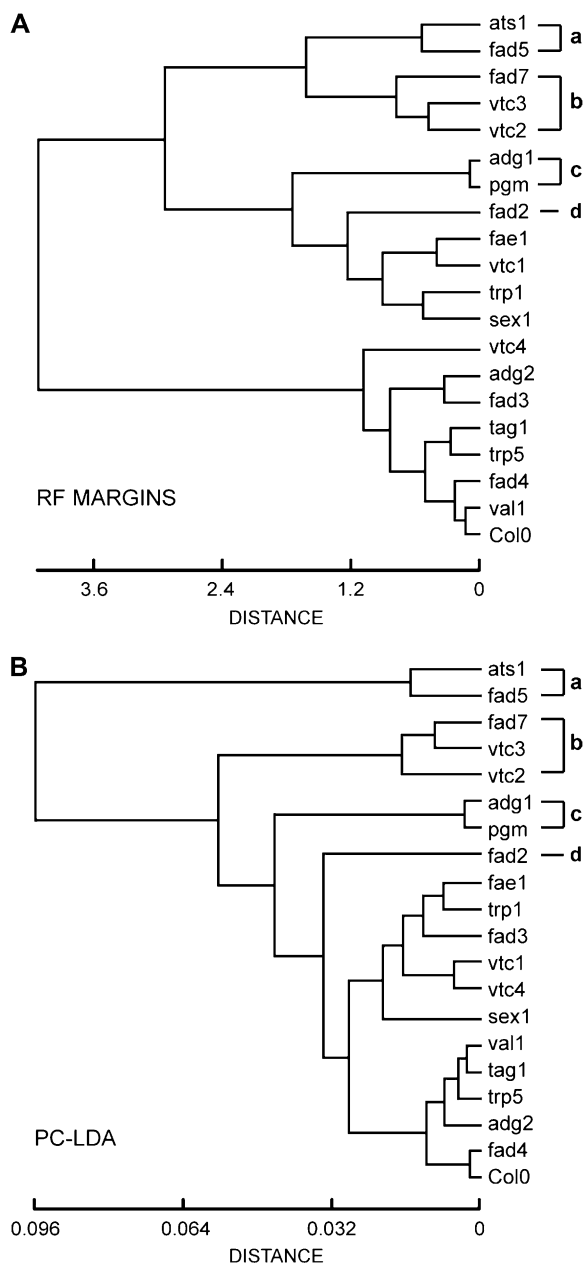 A
ats1
a
fad5
fad7
vtc3
b
vtc2
adg1
c
pgm
fad2
d
fae1
vtc1
trp1
sex1
vtc4
adg2
fad3
tag1
trp5
fad4
val1
Col0
RF MARGINS
3.6 2.4 1.2 0
DISTANCE
B
ats1
a
fad5
fad7
vtc3
b
vtc2
adg1
c
pgm
fad2
d
fae1
trp1
fad3
vtc1
vtc4
sex1
val1
tag1
trp5
adg2
fad4
Col0
PC-LDA
0.096 0.064 0.032 0
DISTANCE